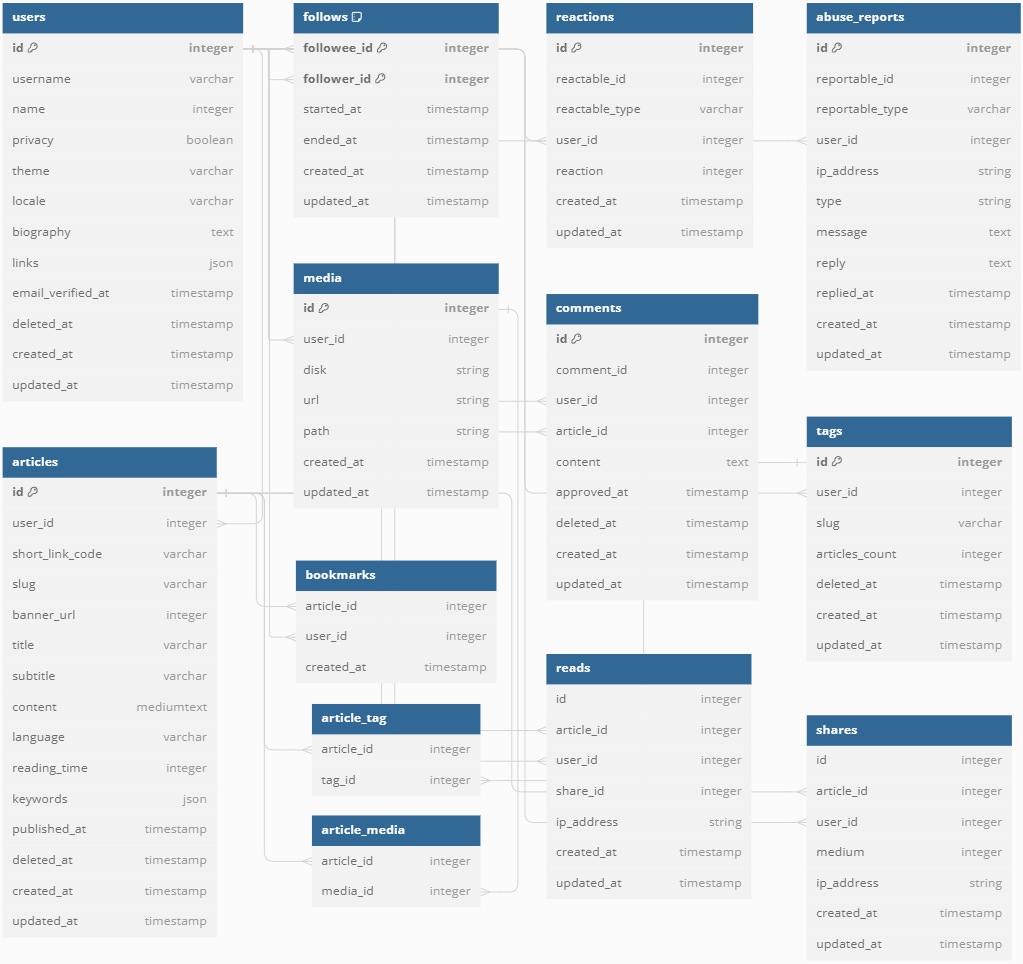 users
id integer
username varchar
name integer
privacy boolean
theme varchar
locale varchar
biography text
links json
email_verified_at timestamp
deleted_at timestamp
created_at timestamp
updated_at timestamp
articles
id integer
user_id integer
short_link_code varchar
slug varchar
banner_url integer
title varchar
subtitle varchar
content mediumtext
language varchar
reading_time integer
keywords json
published_at timestamp
deleted_at timestamp
created_at timestamp
updated_at timestamp
follows
followee_id integer
follower_id integer
started_at timestamp
ended_at timestamp
created_at timestamp
updated_at timestamp
media
id integer
user_id integer
disk string
url string
path string
created_at timestamp
updated_at timestamp
bookmarks
article_id integer
user_id integer
created_at timestamp
article_tag
article_id integer
tag_id integer
article_media
article_id integer
media_id integer
reactions
id integer
reactable_id integer
reactable_type varchar
user_id integer
reaction integer
created_at timestamp
updated_at timestamp
comments
id integer
comment_id integer
user_id integer
article_id integer
content text
approved_at timestamp
deleted_at timestamp
created_at timestamp
updated_at timestamp
reads
id integer
article_id integer
user_id integer
share_id integer
ip_address string
created_at timestamp
updated_at timestamp
abuse_reports
id integer
reportable_id integer
reportable_type varchar
user_id integer
ip_address string
type string
message text
reply text
replied_at timestamp
created_at timestamp
updated_at timestamp
tags
id integer
user_id integer
slug varchar
articles_count integer
deleted_at timestamp
created_at timestamp
updated_at timestamp
shares
id integer
article_id integer
user_id integer
medium integer
ip_address string
created_at timestamp
updated_at timestamp